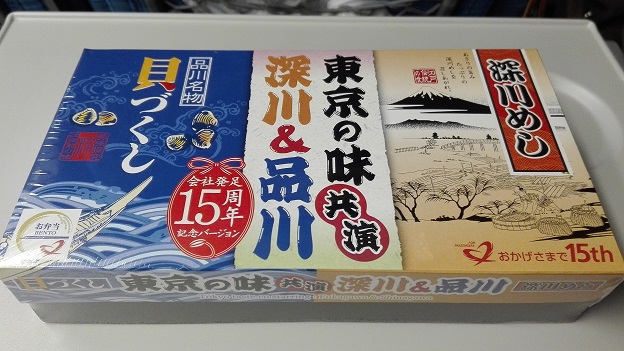 品川名物
貝づくし
会社発足
15周年
記念バージョン
お弁当
BENTO
東京の味共演
深川&品川
深川めし
おかげさまで15th
貝づくし 東京の味共演 深川&品川 深川めし